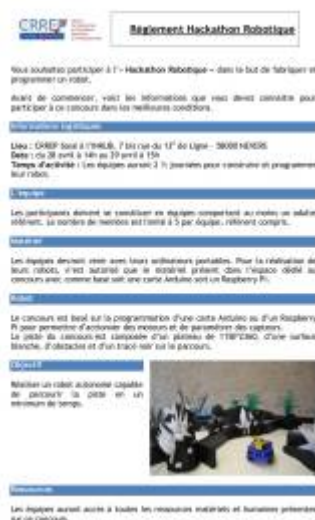 CRREP
Règlement Hackathon Robotique
Vous souhaitez participer à l'« Hackathon Robotique » dans le but de fabriquer et
programmer un robot.
Avant de commencer, voici les informations que vous devez connaître pour
participer à ce concours dans les meilleures conditions.
Informations logistiques
Lieu : CRREP basé à l'INKUB, 7 bis rue du 13e de Ligne - 58000 NEVERS
Date : du 28 avril à 14h au 29 avril à 15h
Temps d'activité : Les équipes auront 2 ½ journées pour construire et programmer
leur robot.
L'équipe
Les participants doivent se constituer en équipes comportant au moins un adulte
référent. Le nombre de membre est limité à 5 par équipe, référent compris.
Matériel
Les équipes devront venir avec leurs ordinateurs portables. Pour la réalisation de
leurs robots, n'est autorisé que le matériel présent dans l'espace dédié au
concours avec comme base soit une carte Arduino soit un Raspberry Pi.
Robot
Le concours est basé sur la programmation d'une carte Arduino ou d'un Raspberry
Pi pour permettre d'actionner des moteurs et de paramétrer des capteurs.
La piste du concours est composée d'un plateau de d'une surface
blanche, d'obstacles et d'un tracé noir sur le parcours.
Objectif
Réaliser un robot autonome capable
de parcourir la piste en un
minimum de temps.
Ressources
Les équipes auront accès à toutes les ressources matériels et humaines présentes
sur ce concours.